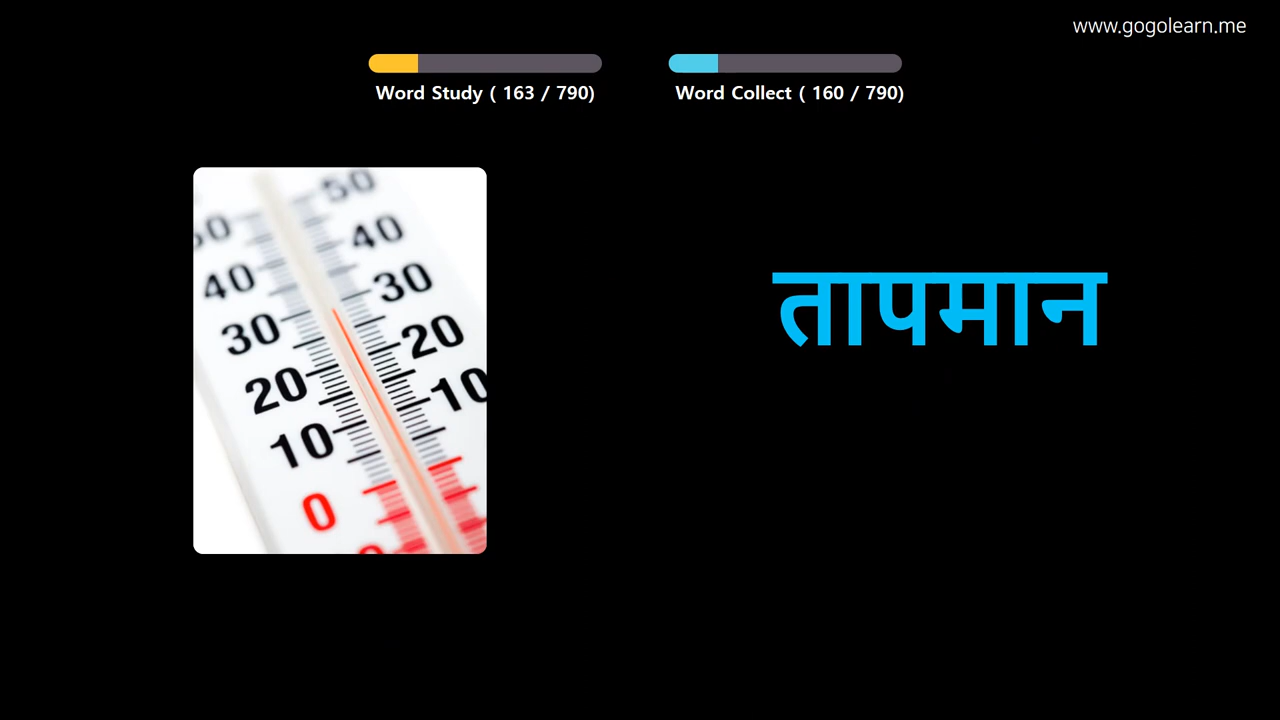 www.gogolearn.me
Word Study ( 163 / 790)
Word Collect ( 160 / 790)
50
40
40
30
30
20
20
10
10
0
तापमान